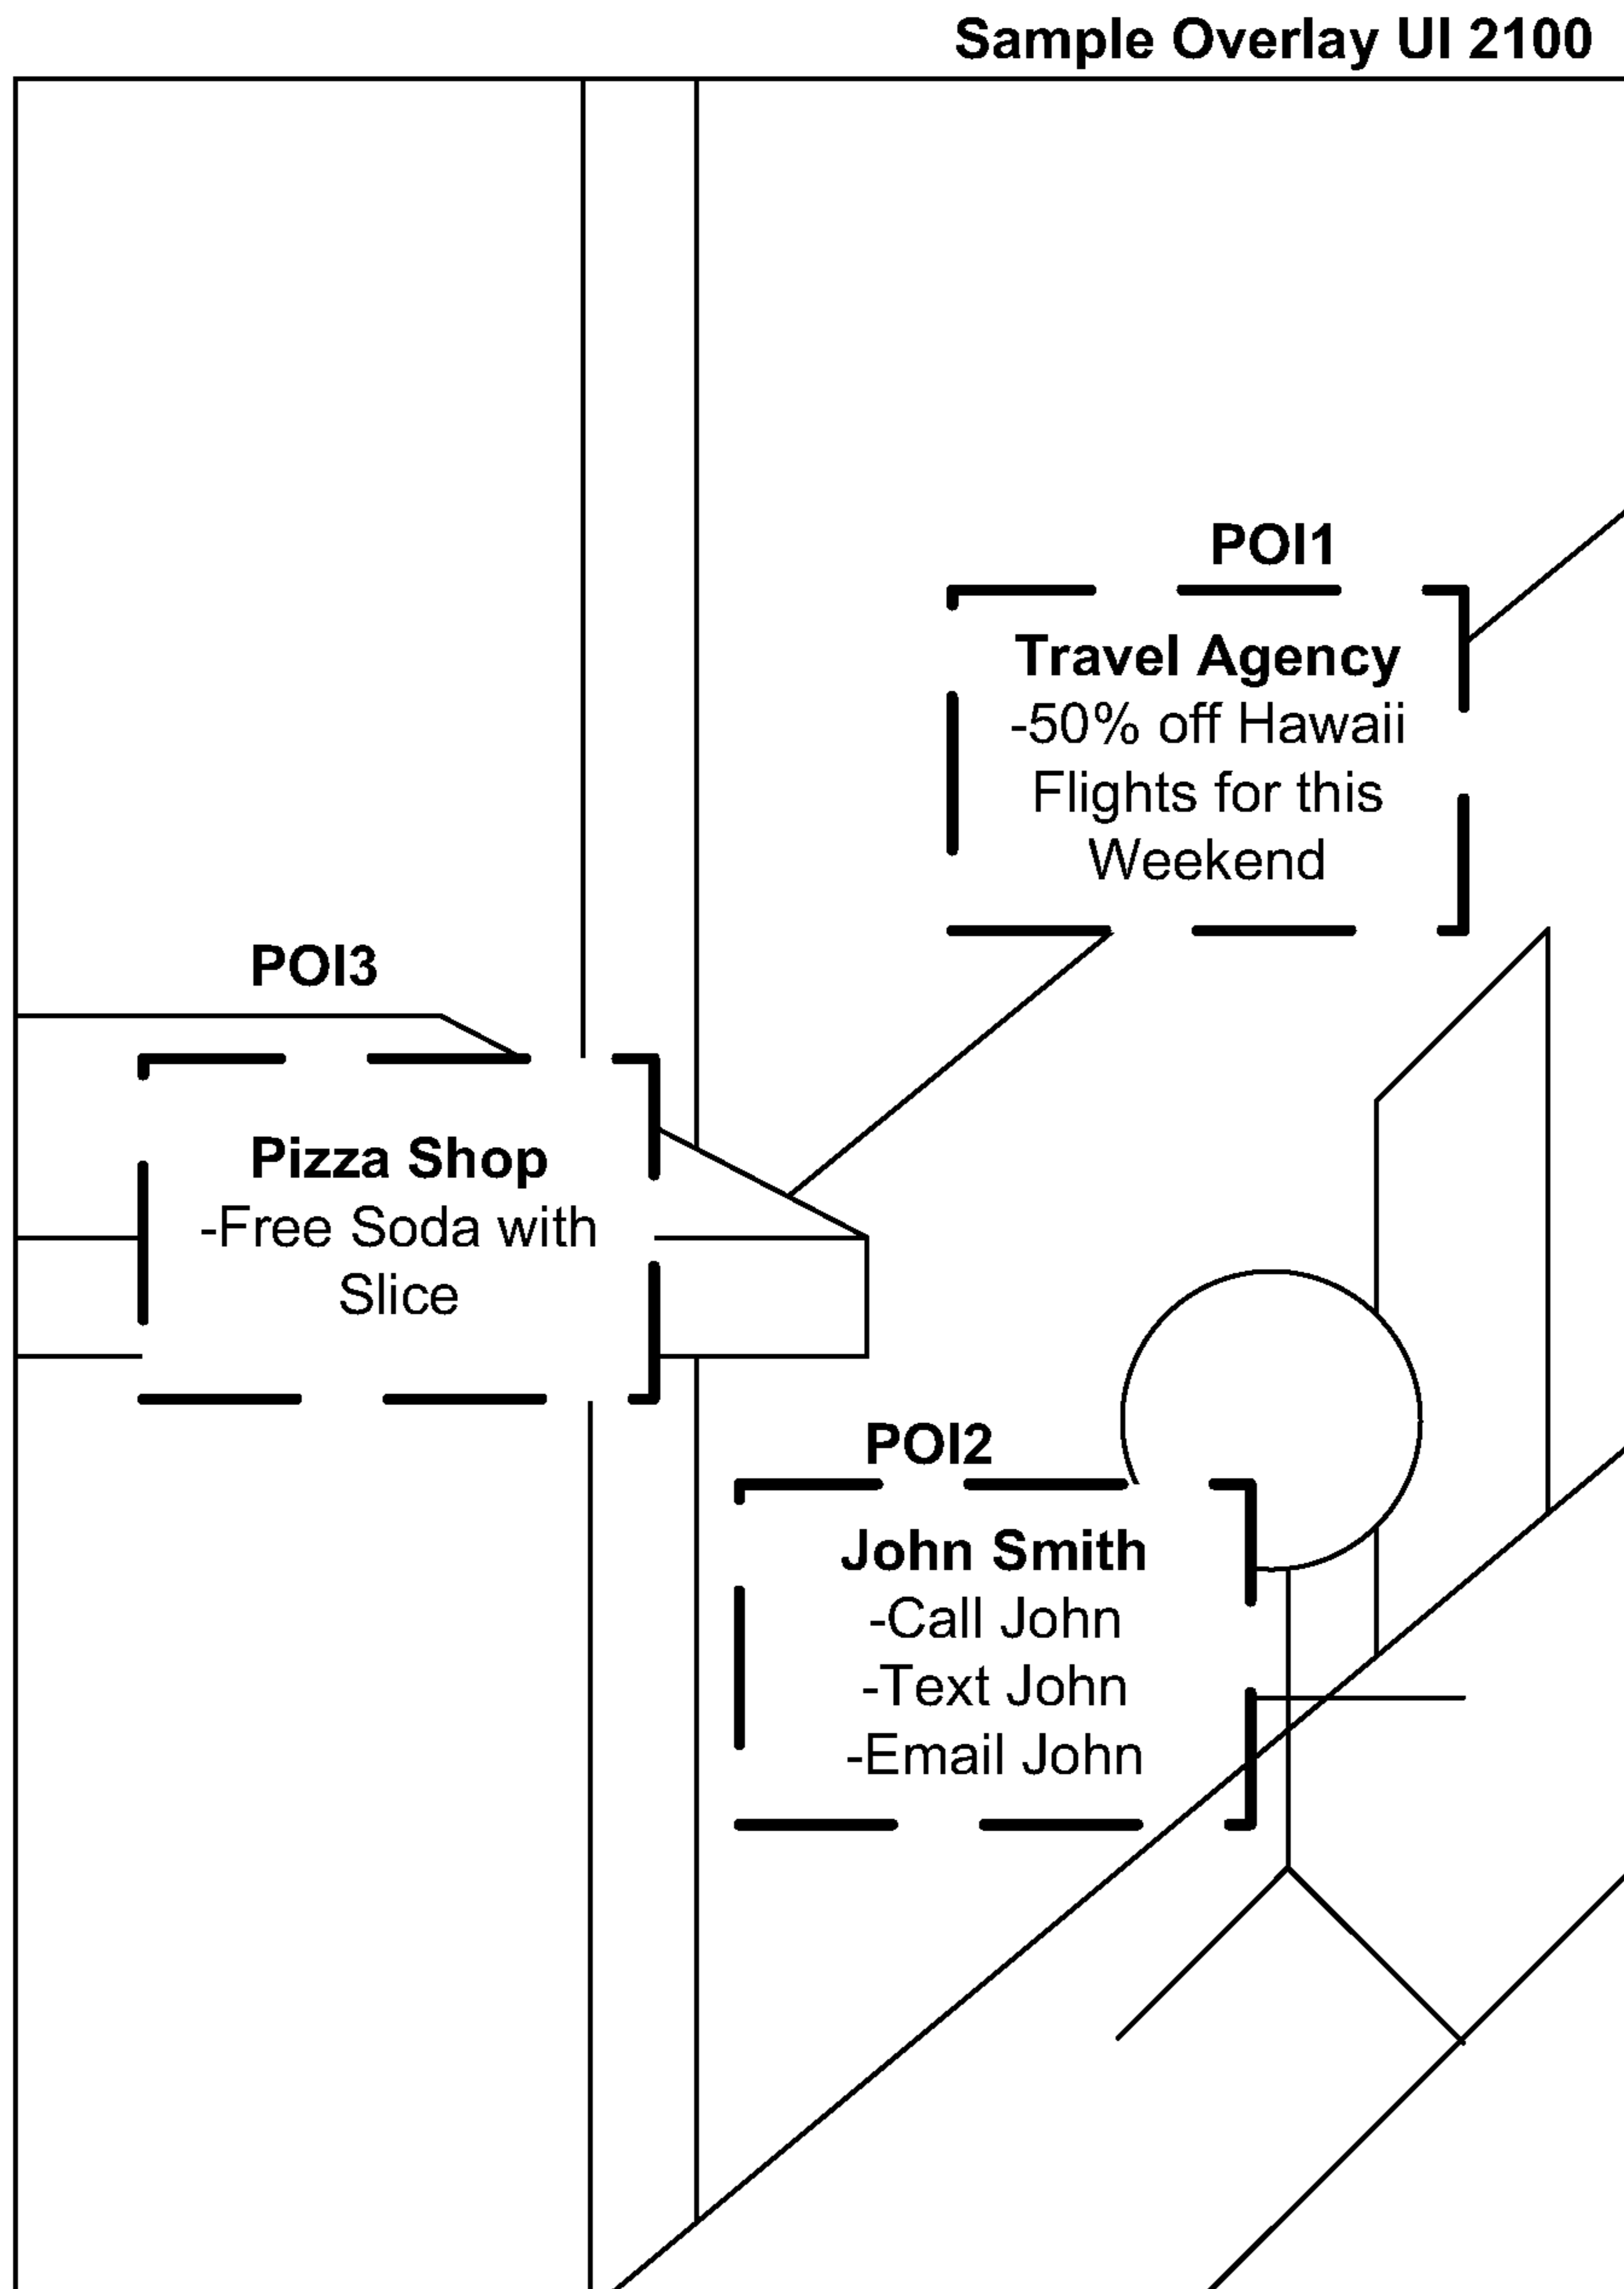 Sample Overlay UI 2100
POI1
Travel Agency
-50% off Hawaii
Flights for this
Weekend
POI3
Pizza Shop
-Free Soda with
Slice
POI2
John Smith
-Call John
-Text John
-Email John